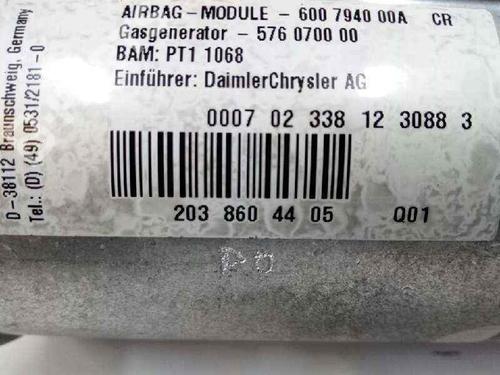 AIRBAG-MODULE - 600 7940 00A CR
Gasgenerator - 576 0700 00
BAM: PT1 1068
Einführer: DaimlerChrysler AG
0007 02 338 12 3088 3
203 860 44 05 Q01
D-38112 Braunschweig, Germany
Tel.: (D) (49) 0531/2181-0
PO